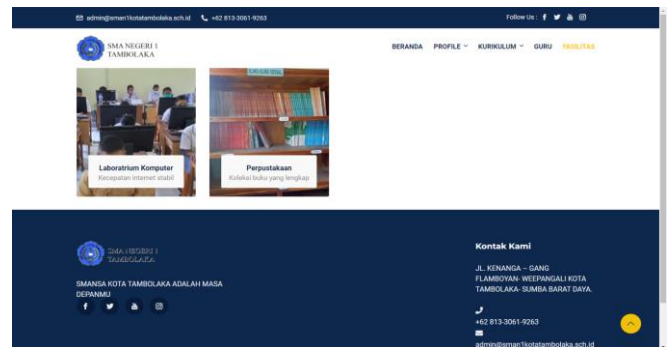 admin@sman1kotatambolaka.sch.id +62 813-3061-9263 Follow Us :
SMA NEGERI 1
TAMBOLAKA
BERANDA PROFILE KURIKULUM GURU FASILITAS
Laboratrium Komputer
Kecepatan internet stabil
Perpustakaan
Koleksi buku yang lengkap
SMA NEGERI 1
TAMBOLAKA
SMANSA KOTA TAMBOLAKA ADALAH MASA
DEPANMU
Kontak Kami
JL. KENANGA – GANG
FLAMBOYAN- WEEPANGALI KOTA
TAMBOLAKA- SUMBA BARAT DAYA.
+62 813-3061-9263
admin@sman1kotatambolaka.sch.id